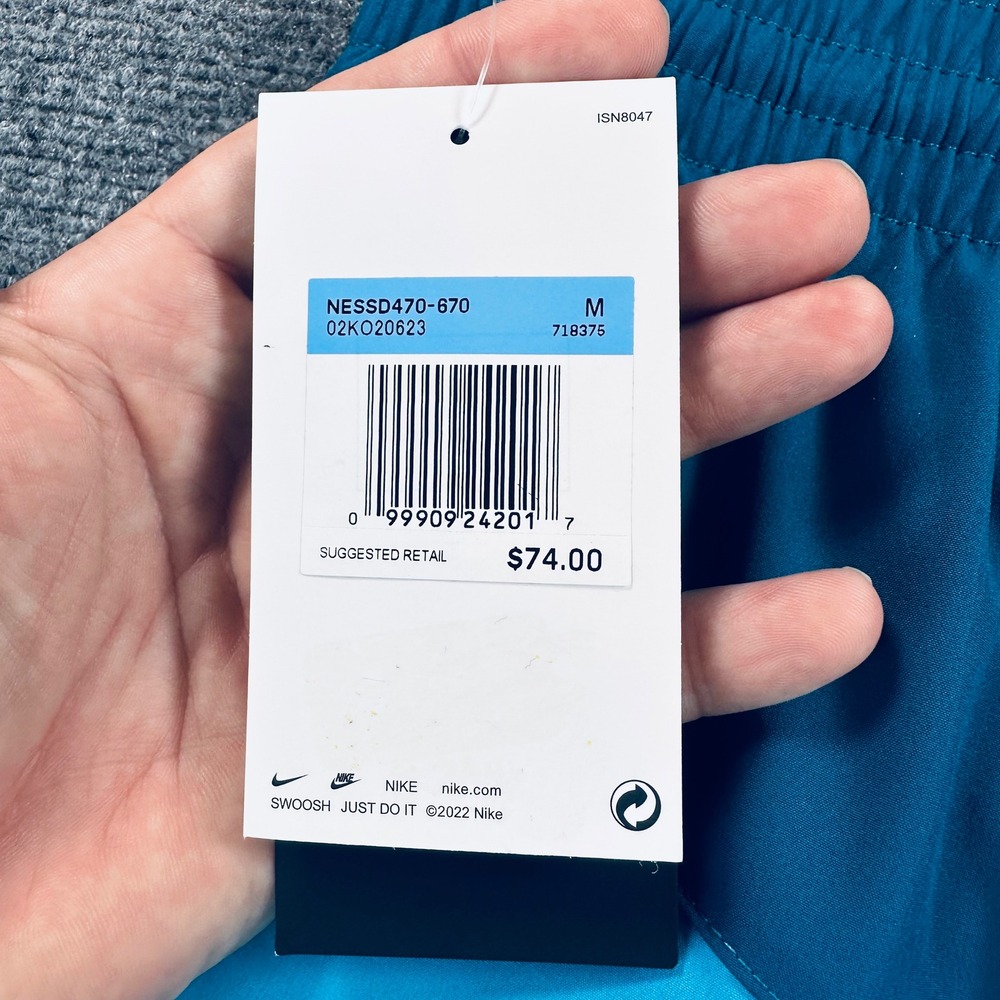 ISN8047
NESSD470-670 M
02KO20623 718375
0 99909 24201 7
SUGGESTED RETAIL $74.00
NIKE NIKE nike.com
SWOOSH JUST DO IT ©2022 Nike